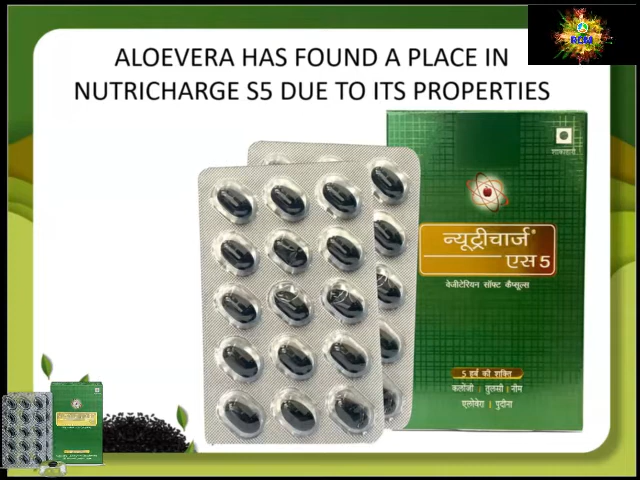 ALOEVERA HAS FOUND A PLACE IN
NUTRICHARGE S5 DUE TO ITS PROPERTIES
RCM
न्यूट्रीचार्ज®
एस 5
वेजीटेरियन सॉफ्ट कैप्सूल्स
5 हर्ब की शक्ति
कलौंजी | तुलसी | नीम
एलोवेरा | पुदीना